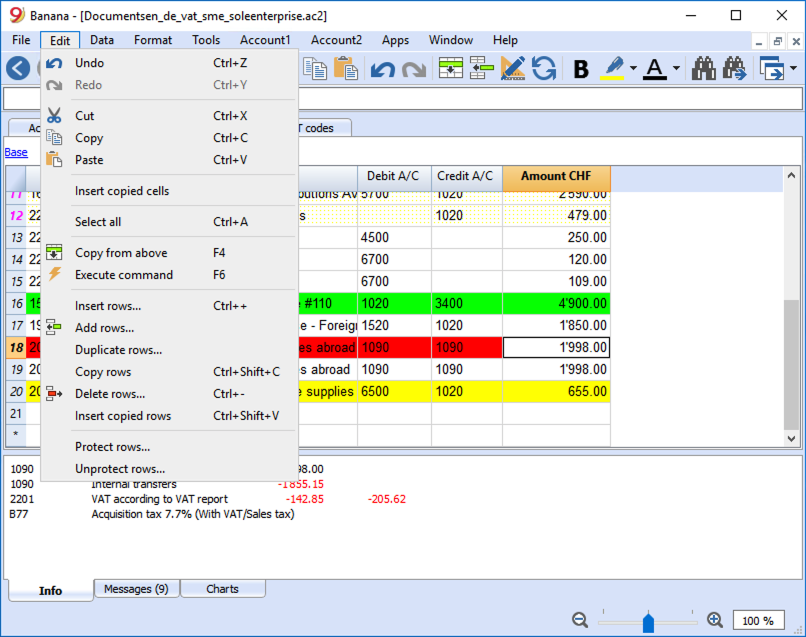 Banana - [Documentsen_de_vat_sme_soleenterprise.ac2]
File Edit Data Format Tools Account1 Account2 Apps Window Help
Undo Ctrl+Z
Redo Ctrl+Y
Cut Ctrl+X
Copy Ctrl+C
Paste Ctrl+V
Insert copied cells
Select all Ctrl+A
Copy from above F4
Execute command F6
Insert rows... Ctrl++
Add rows...
Duplicate rows...
Copy rows Ctrl+Shift+C
Delete rows... Ctrl+-
Insert copied rows Ctrl+Shift+V
Protect rows...
Unprotect rows...
B A
Ac T codes
Base
Debit A/C Credit A/C Amount CHF
11 butions AV 5700 1020 2'590.00
12 22 s 1020 479.00
13 22 4500 250.00
14 22 6700 120.00
15 22 6700 109.00
16 15 e #110 1020 3400 4'900.00
17 19 e - Foreign 1520 1020 1'850.00
18 20 es abroad 1090 1090 1'998.00
19 20 s abroad 1090 1090 1'998.00
20 20 e supplies 6500 1020 655.00
21
*
1090 98.00
1090 Internal transfers -1'855.15
2201 VAT according to VAT report -142.85 -205.62
B77 Acquisition tax 7.7% (With VAT/Sales tax)
Info Messages (9) Charts
100 %